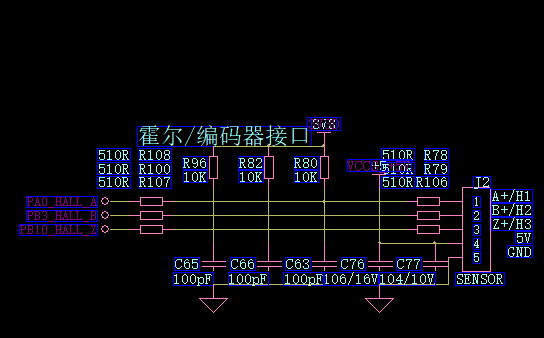 3V3
霍尔/编码器接口
510R R108
510R R100
510R R107
R96
10K
R82
10K
R80
10K
VCC+5
510R R78
R79
510R R106
J2
PA0_HALL_A
PB3_HALL_B
PB10_HALL_Z
1
2
3
4
5
A+/H1
B+/H2
Z+/H3
5V
GND
C65
100pF
C66
100pF
C63
100pF
C76
106/16V
C77
104/10V
SENSOR